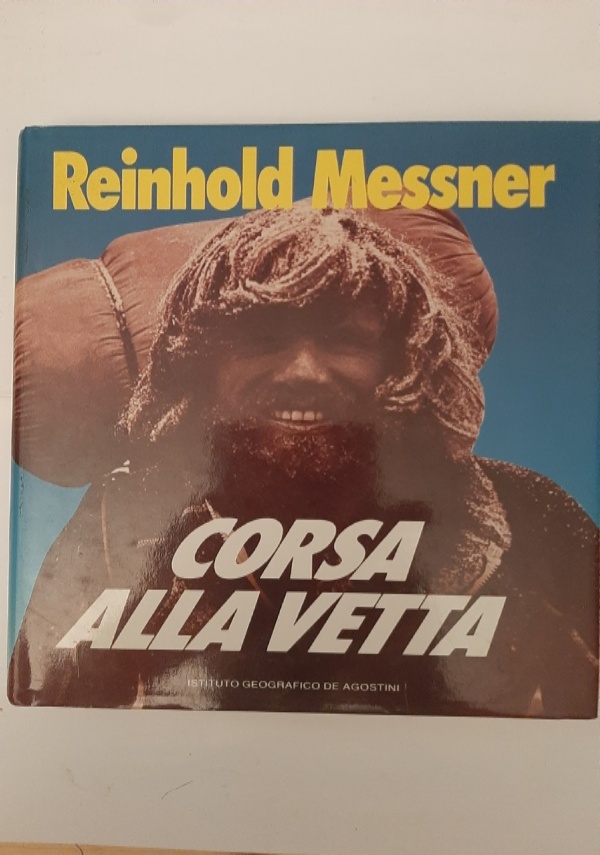 Reinhold Messner
CORSA
ALLA VETTA
ISTITUTO GEOGRAFICO DE AGOSTINI